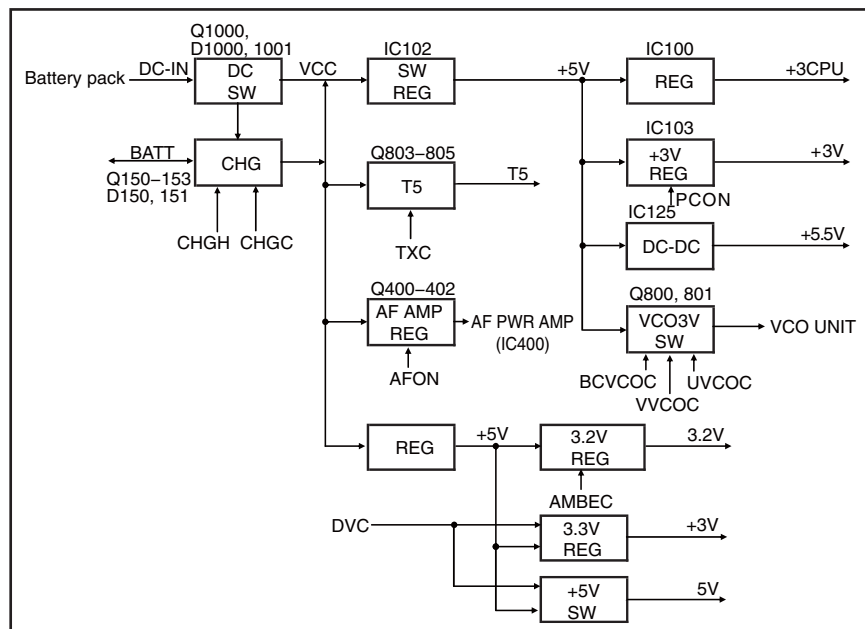 Q1000,
D1000, 1001
Battery pack
DC-IN
DC
SW
VCC
IC102
SW
REG
+5V
IC100
REG
+3CPU
BATT
CHG
Q150–153
D150, 151
CHGH
CHGC
Q803–805
T5
T5
TXC
IC103
+3V
REG
+3V
IPCON
IC125
DC-DC
+5.5V
Q400–402
AF AMP
REG
AF PWR AMP
(IC400)
AFON
Q800, 801
VCO3V
SW
VCO UNIT
BCVCOC
UVCOC
VVCOC
REG
+5V
3.2V
REG
3.2V
AMBEC
DVC
3.3V
REG
+3V
+5V
SW
5V